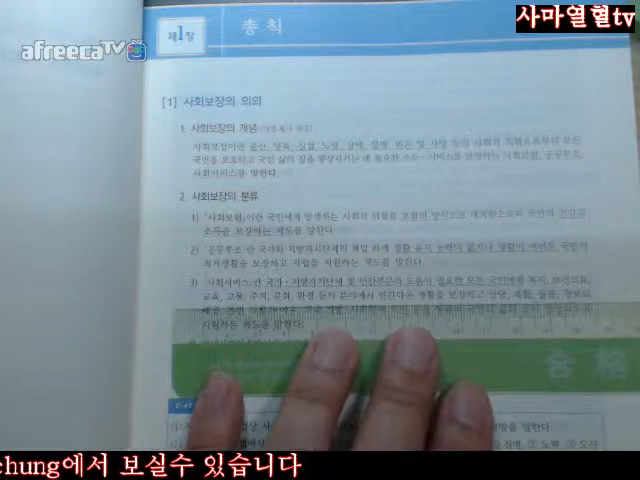 사마열혈tv
afreecaTV
제1장 총칙
[1] 사회보장의 의의
1. 사회보장의 개념
사회보장이란 출산, 양육, 실업, 노령, 장애, 질병, 빈곤 및 사망 등의 사회적 위험으로부터 모든
국민을 보호하고 국민 삶의 질을 향상시키는 데 필요한 소득·서비스를 보장하는 사회보험, 공공부조,
사회서비스를 말한다.
2. 사회보장의 분류
1) '사회보험'이란 국민에게 발생하는 사회적 위험을 보험의 방식으로 대처함으로써 국민의 건강과
소득을 보장하는 제도를 말한다.
2) '공공부조'란 국가와 지방자치단체의 책임 하에 생활 유지 능력이 없거나 생활이 어려운 국민의
최저생활을 보장하고 자립을 지원하는 제도를 말한다.
3) '사회서비스'란 국가·지방자치단체 및 민간부문의 도움이 필요한 모든 국민에게 복지, 보건의료,
교육, 고용, 주거, 문화, 환경 등의 분야에서 인간다운 생활을 보장하고 상담, 재활, 돌봄, 정보의
지원하는 제도를 말한다.
合格
말한다.
질병, ② 노령, ③
chung에서 보실수 있습니다